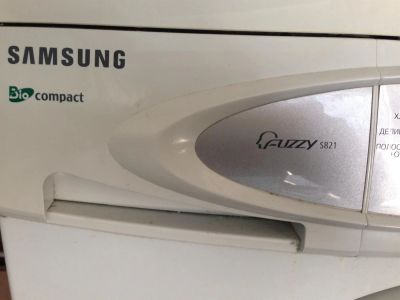 SAMSUNG
Bio compact
FUZZY S821